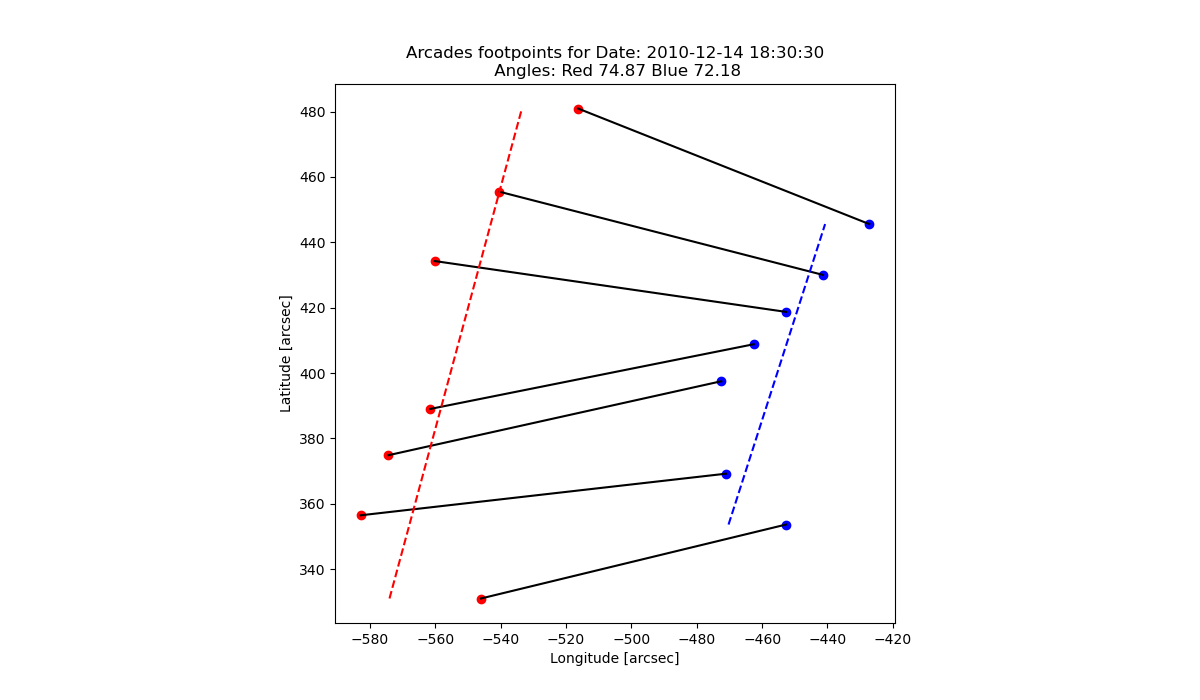 Arcades footpoints for Date: 2010-12-14 18:30:30
Angles: Red 74.87 Blue 72.18
480
460
440
420
400
380
360
340
Latitude [arcsec]
−580 −560 −540 −520 −500 −480 −460 −440 −420
Longitude [arcsec]